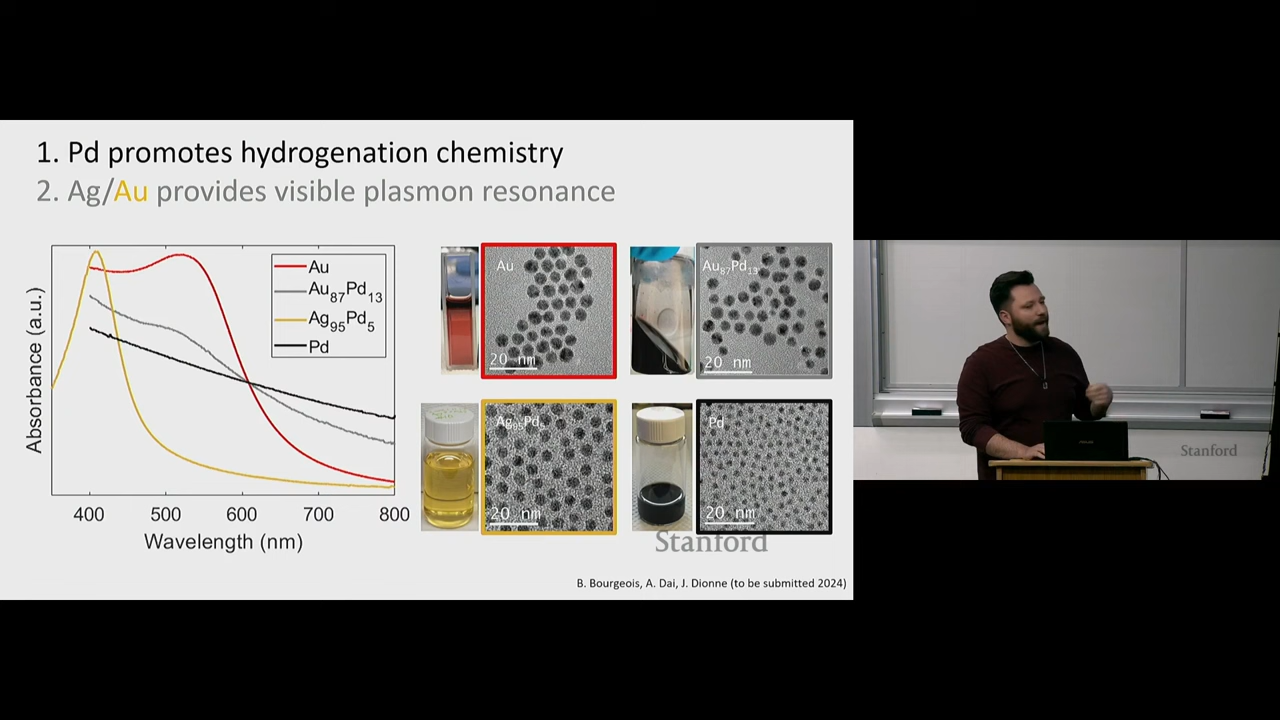 1. Pd promotes hydrogenation chemistry
2. Ag/Au provides visible plasmon resonance
Absorbance (a.u.)
Au
Au87Pd13
Ag95Pd5
Pd
400 500 600 700 800
Wavelength (nm)
Au
20 nm
Au87Pd13
20 nm
Ag95Pd5
20 nm
Pd
20 nm
Stanford
B. Bourgeois, A. Dai, J. Dionne (to be submitted 2024)
Stanford